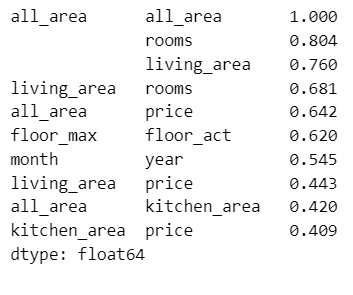 all_area all_area 1.000
rooms 0.804
living_area 0.760
living_area rooms 0.681
all_area price 0.642
floor_max floor_act 0.620
month year 0.545
living_area price 0.443
all_area kitchen_area 0.420
kitchen_area price 0.409
dtype: float64